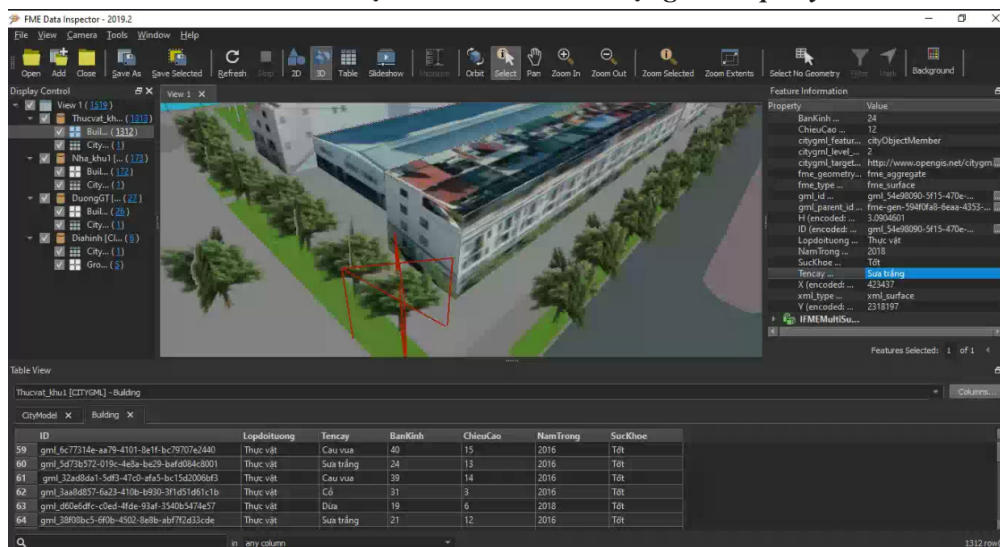 FME Data Inspector - 2019.2
File View Camera Tools Window Help
Open Add Close Save As Save Selected Refresh Stop 2D 3D Table Slideshow Measure Orbit Select Pan Zoom In Zoom Out Zoom Selected Zoom Extents Select No Geometry Filter Mark Background
Display Control
View 1 (1519)
Thucvat_kh... (1313)
Buil... (1312)
City... (1)
Nha_khu1 [... (173)
Buil... (172)
City... (1)
DuongGT [... (27)
Buil... (26)
City... (1)
Diahinh [Ci... (6)
City... (1)
Gro... (5)
View 1
Feature Information
Property Value
BanKinh ... 24
ChieuCao ... 12
citygml_featur... cityObjectMember
citygml_level_... 2
citygml_target... http://www.opengis.net/citygm
fme_geometry... fme_aggregate
fme_type ... fme_surface
gml_id ... gml_54e98090-5f15-470e-...
gml_parent_id ... fme-gen-594f0fa8-6eaa-4353-...
H (encoded: ... 3.0904601
ID (encoded: ... gml_54e98090-5f15-470e-...
Lopdoituong ... Thực vật
NamTrong ... 2018
SucKhoe ... Tốt
Tencay ... Sưa trắng
X (encoded: ... 423437
xml_type ... xml_surface
Y (encoded: ... 2318197
IFMEMultiSu...
Features Selected: 1 of 1
Table View
Thucvat_khu1 [CITYGML] - Building
Columns...
CityModel Building
ID Lopdoituong Tencay BanKinh ChieuCao NamTrong SucKhoe
59 gml_6c77314e-aa79-4101-8e1f-bc79707e2440 Thực vật Cau vua 40 15 2016 Tốt
60 gml_5d73b572-019c-4e8a-be29-bafd084c8001 Thực vật Sưa trắng 24 13 2016 Tốt
61 gml_32ad8da1-5df3-47c0-afa5-bc15d2006bf3 Thực vật Cau vua 39 14 2016 Tốt
62 gml_3aa8d857-6a23-410b-b930-3f1d51d61c1b Thực vật Cỏ 31 3 2016 Tốt
63 gml_d60e6dfc-c0ed-4fde-93af-3540b5474e57 Thực vật Dừa 19 6 2018 Tốt
64 gml_38f08bc5-6f0b-4502-8e8b-abf7f2d33cde Thực vật Sưa trắng 21 12 2016 Tốt
in any column
1312 row